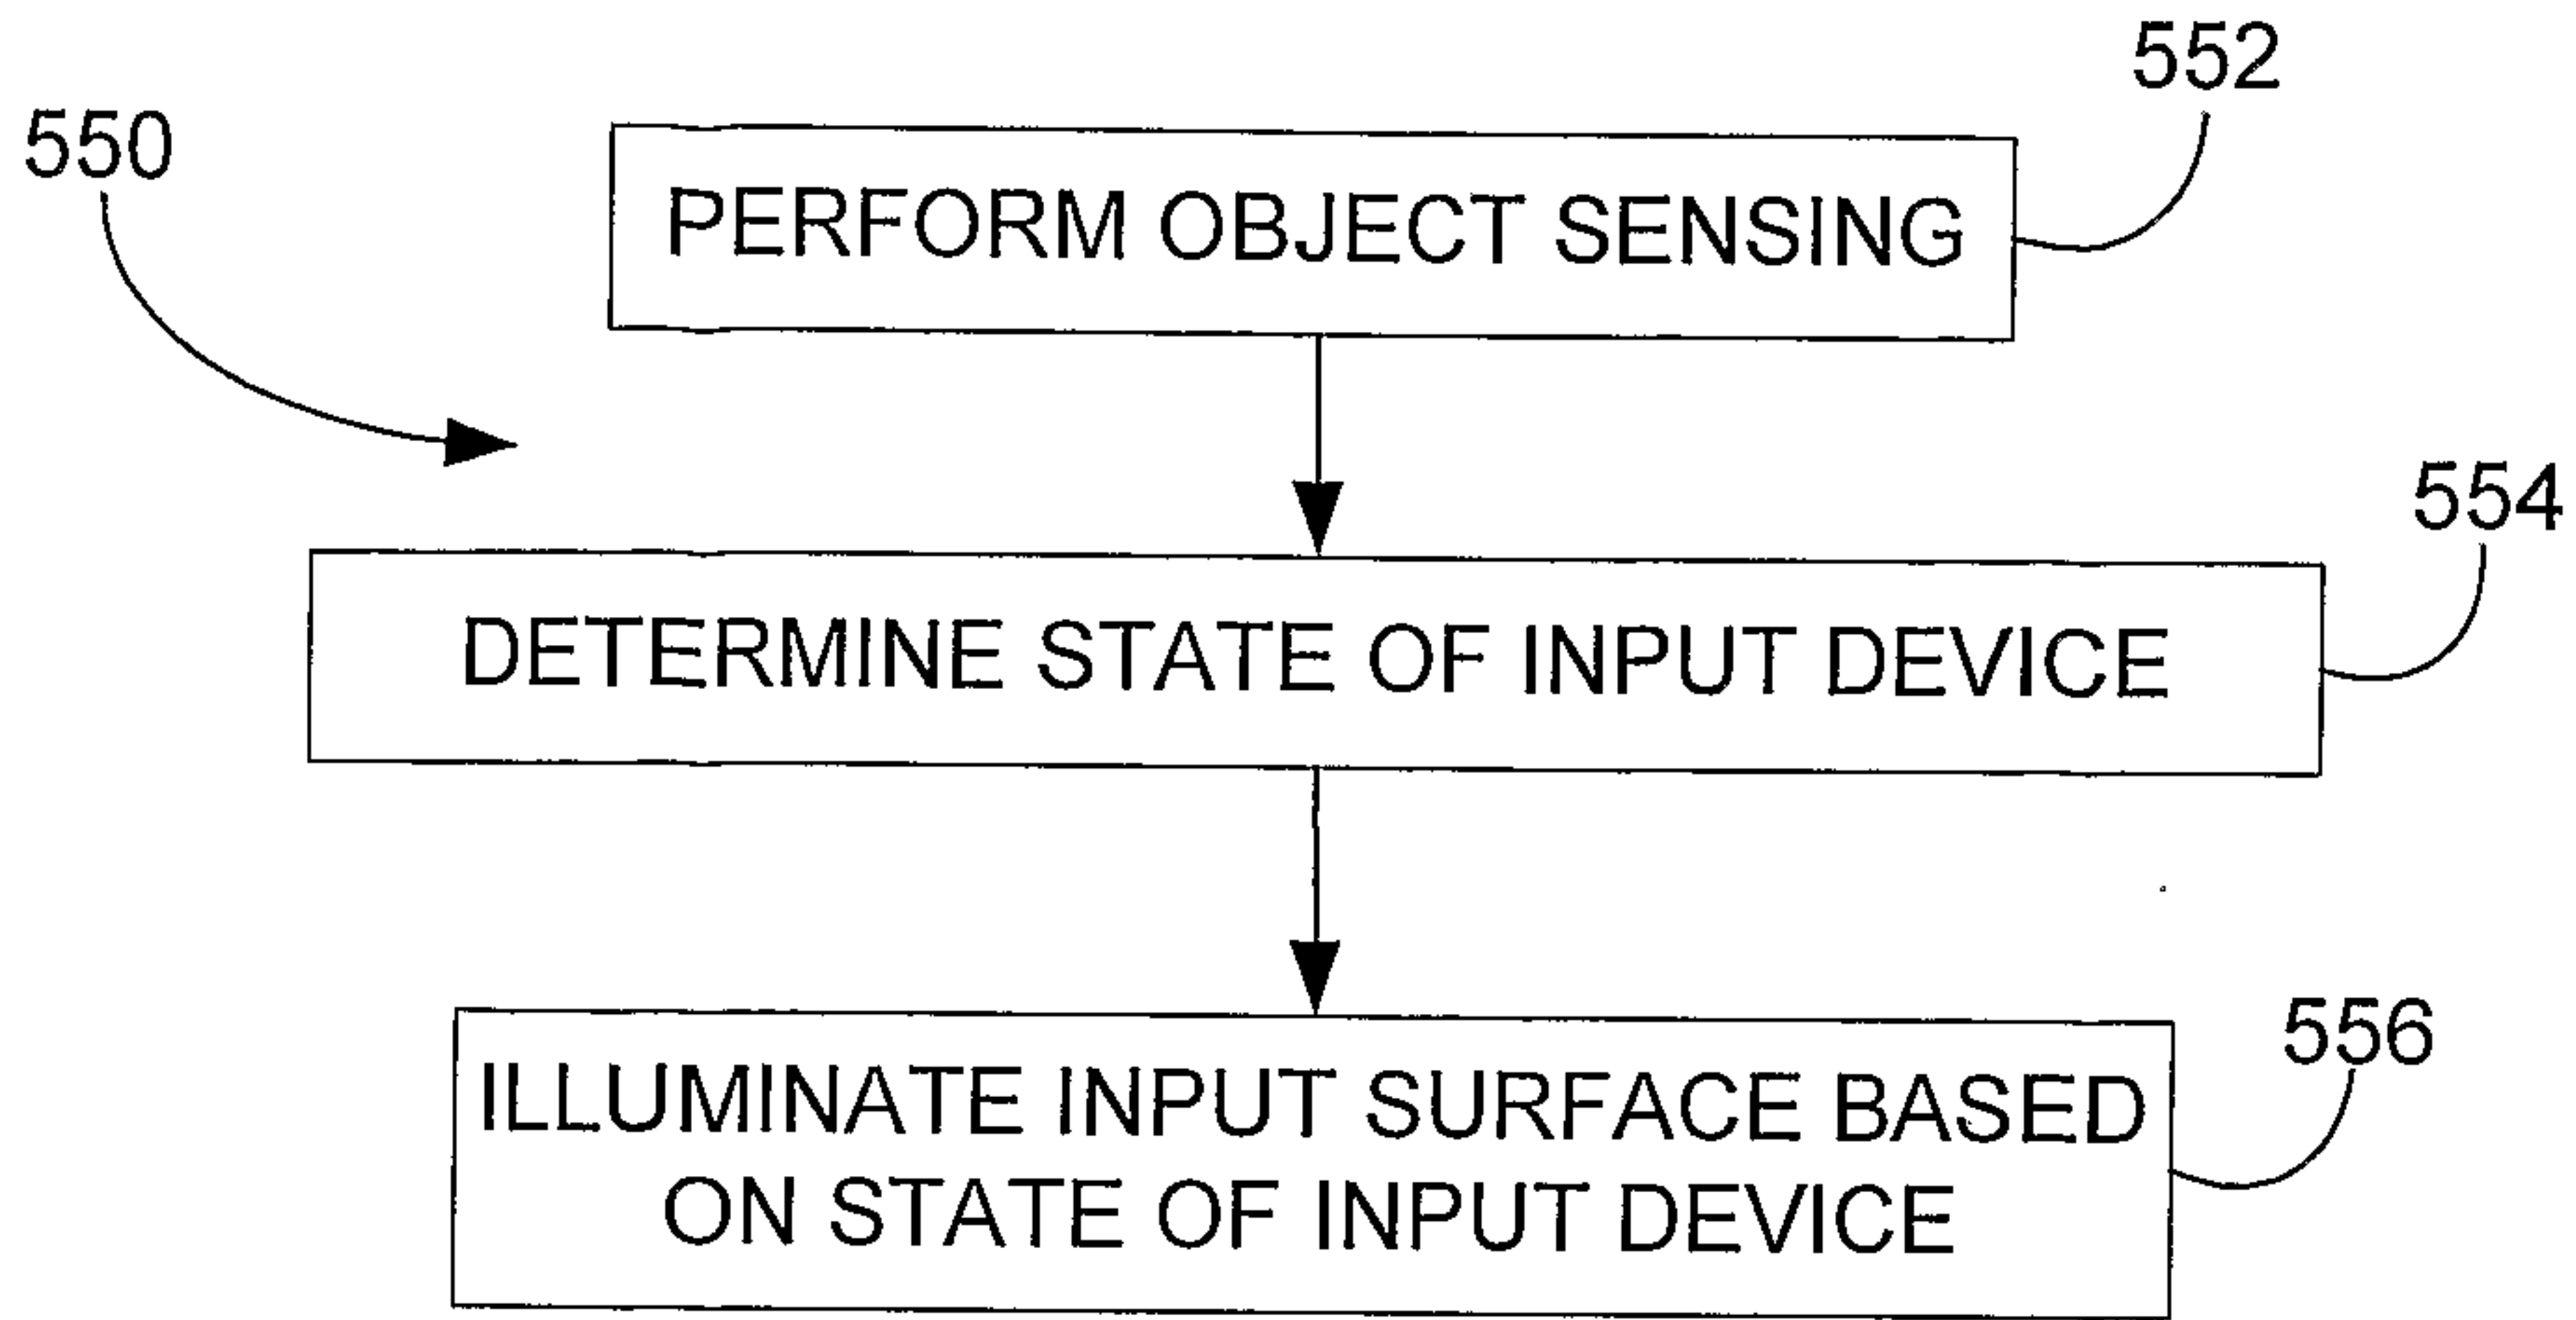 552
550
PERFORM OBJECT SENSING
554
DETERMINE STATE OF INPUT DEVICE
556
ILLUMINATE INPUT SURFACE BASED
ON STATE OF INPUT DEVICE